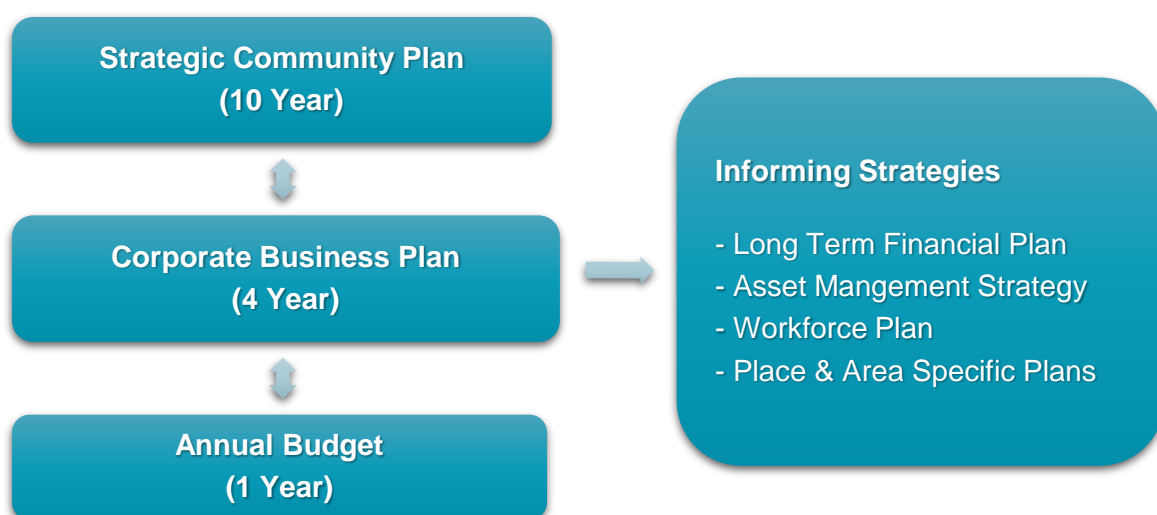 Strategic Community Plan
(10 Year)
Corporate Business Plan
(4 Year)
Annual Budget
(1 Year)
Informing Strategies
- Long Term Financial Plan
- Asset Mangement Strategy
- Workforce Plan
- Place & Area Specific Plans